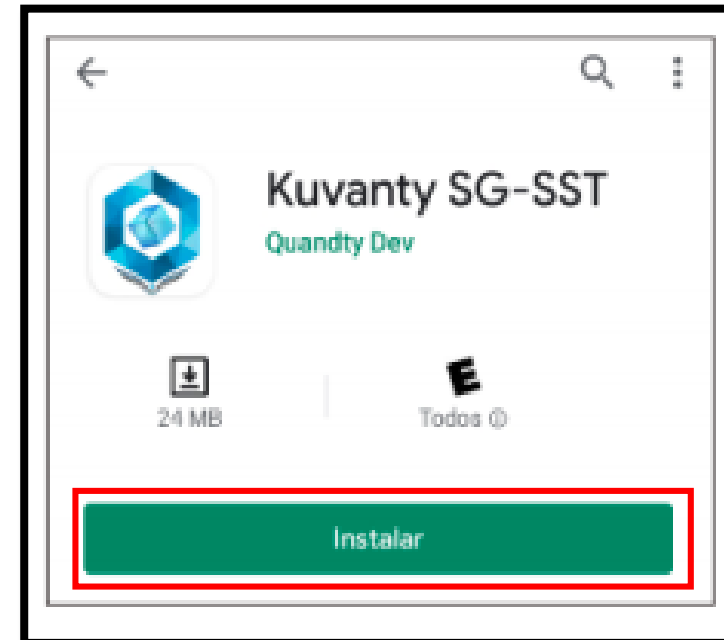 Kuvanty SG-SST
Quandty Dev
24 MB
E
Todos
Instalar